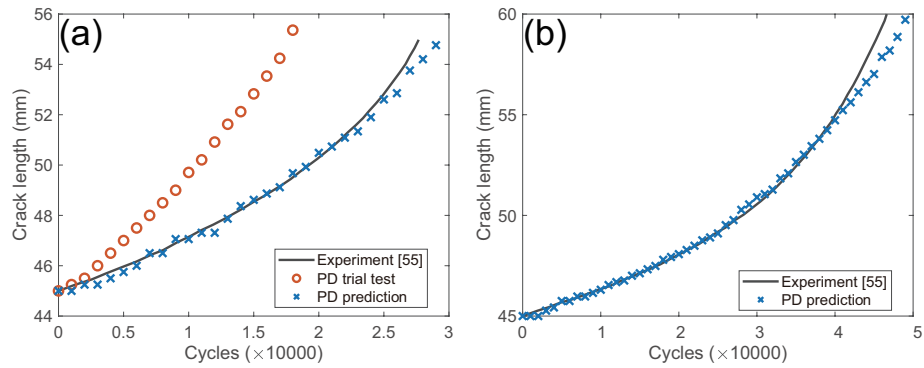 (a)
56
54
52
50
48
46
44
Crack length (mm)
0
0.5
1
1.5
2
2.5
3
Cycles (×10000)
Experiment [55]
PD trial test
PD prediction
(b)
60
55
50
45
Crack length (mm)
0
1
2
3
4
5
Cycles (×10000)
Experiment [55]
PD prediction